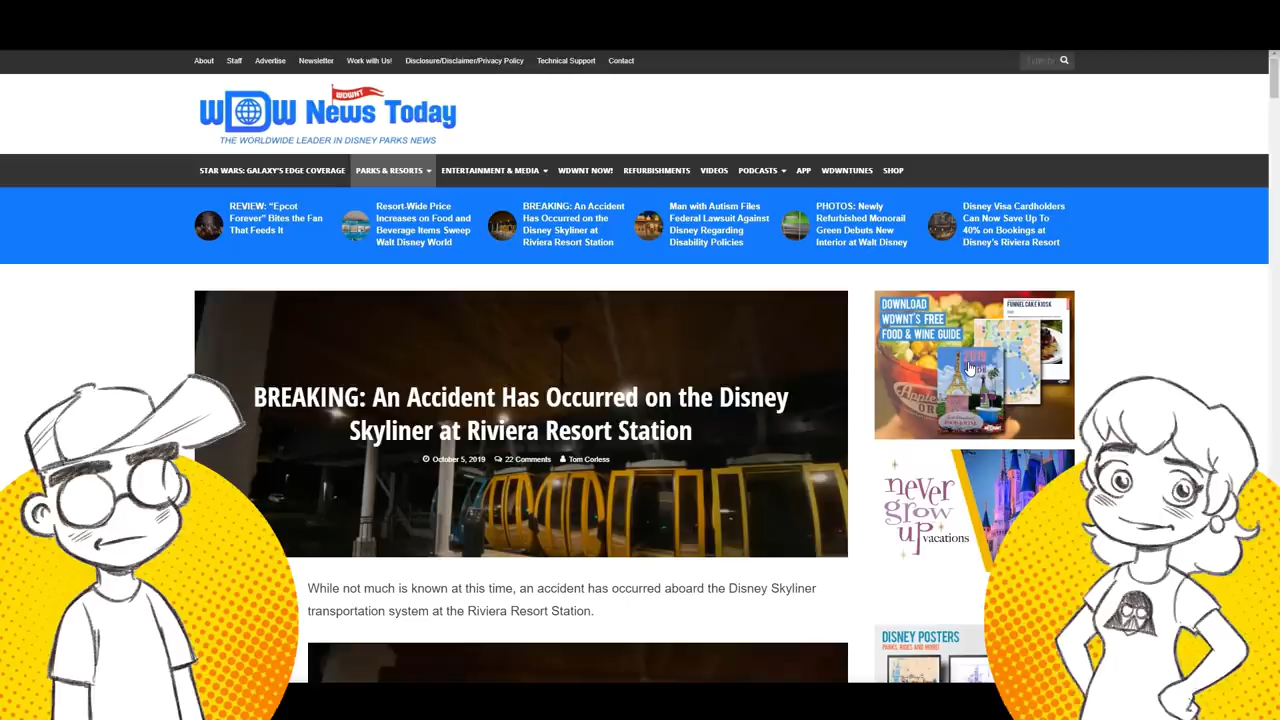 About Staff Advertise Newsletter Work with Us! Disclosure/Disclaimer/Privacy Policy Technical Support Contact
WDWNT
WDW News Today
THE WORLDWIDE LEADER IN DISNEY PARKS NEWS
STAR WARS: GALAXY'S EDGE COVERAGE PARKS & RESORTS ENTERTAINMENT & MEDIA WDWNT NOW! REFURBISHMENTS VIDEOS PODCASTS APP WDWNTUNES SHOP
REVIEW: “Epcot
Forever” Bites the Fan
That Feeds It
Resort-Wide Price
Increases on Food and
Beverage Items Sweep
Walt Disney World
BREAKING: An Accident
Has Occurred on the
Disney Skyliner at
Riviera Resort Station
Man with Autism Files
Federal Lawsuit Against
Disney Regarding
Disability Policies
PHOTOS: Newly
Refurbished Monorail
Green Debuts New
Interior at Walt Disney
Disney Visa Cardholders
Can Now Save Up To
40% on Bookings at
Disney's Riviera Resort
BREAKING: An Accident Has Occurred on the Disney
Skyliner at Riviera Resort Station
October 5, 2019 22 Comments Tom Corless
While not much is known at this time, an accident has occurred aboard the Disney Skyliner
transportation system at the Riviera Resort Station.
DOWNLOAD
WDWNT'S FREE
FOOD & WINE GUIDE
FUNNEL CAKE KIOSK
2019
never
grow
up
vacations
DISNEY POSTERS
PARKS, RIDES AND MORE!